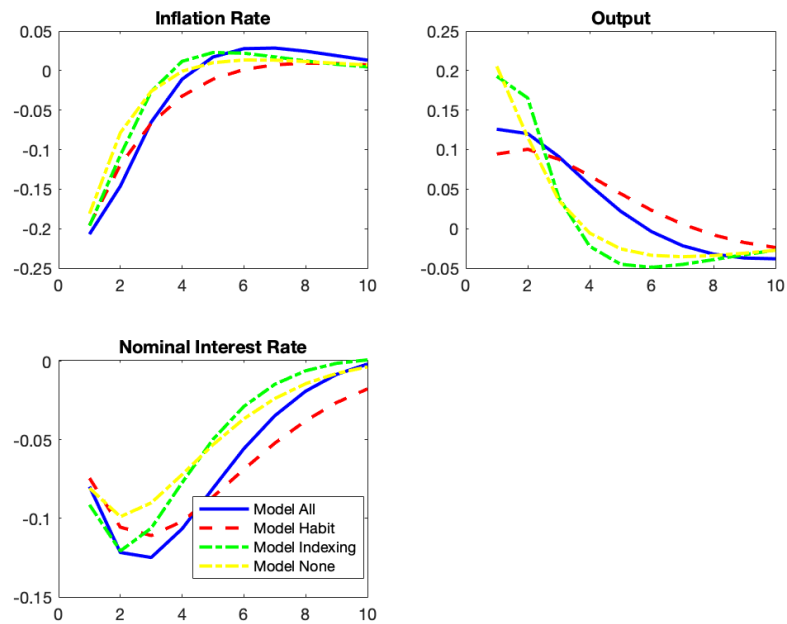 Inflation Rate
0.05
0
-0.05
-0.1
-0.15
-0.2
-0.25
0 2 4 6 8 10
Output
0.25
0.2
0.15
0.1
0.05
0
-0.05
0 2 4 6 8 10
Nominal Interest Rate
0
-0.05
-0.1
-0.15
0 2 4 6 8 10
Model All
Model Habit
Model Indexing
Model None